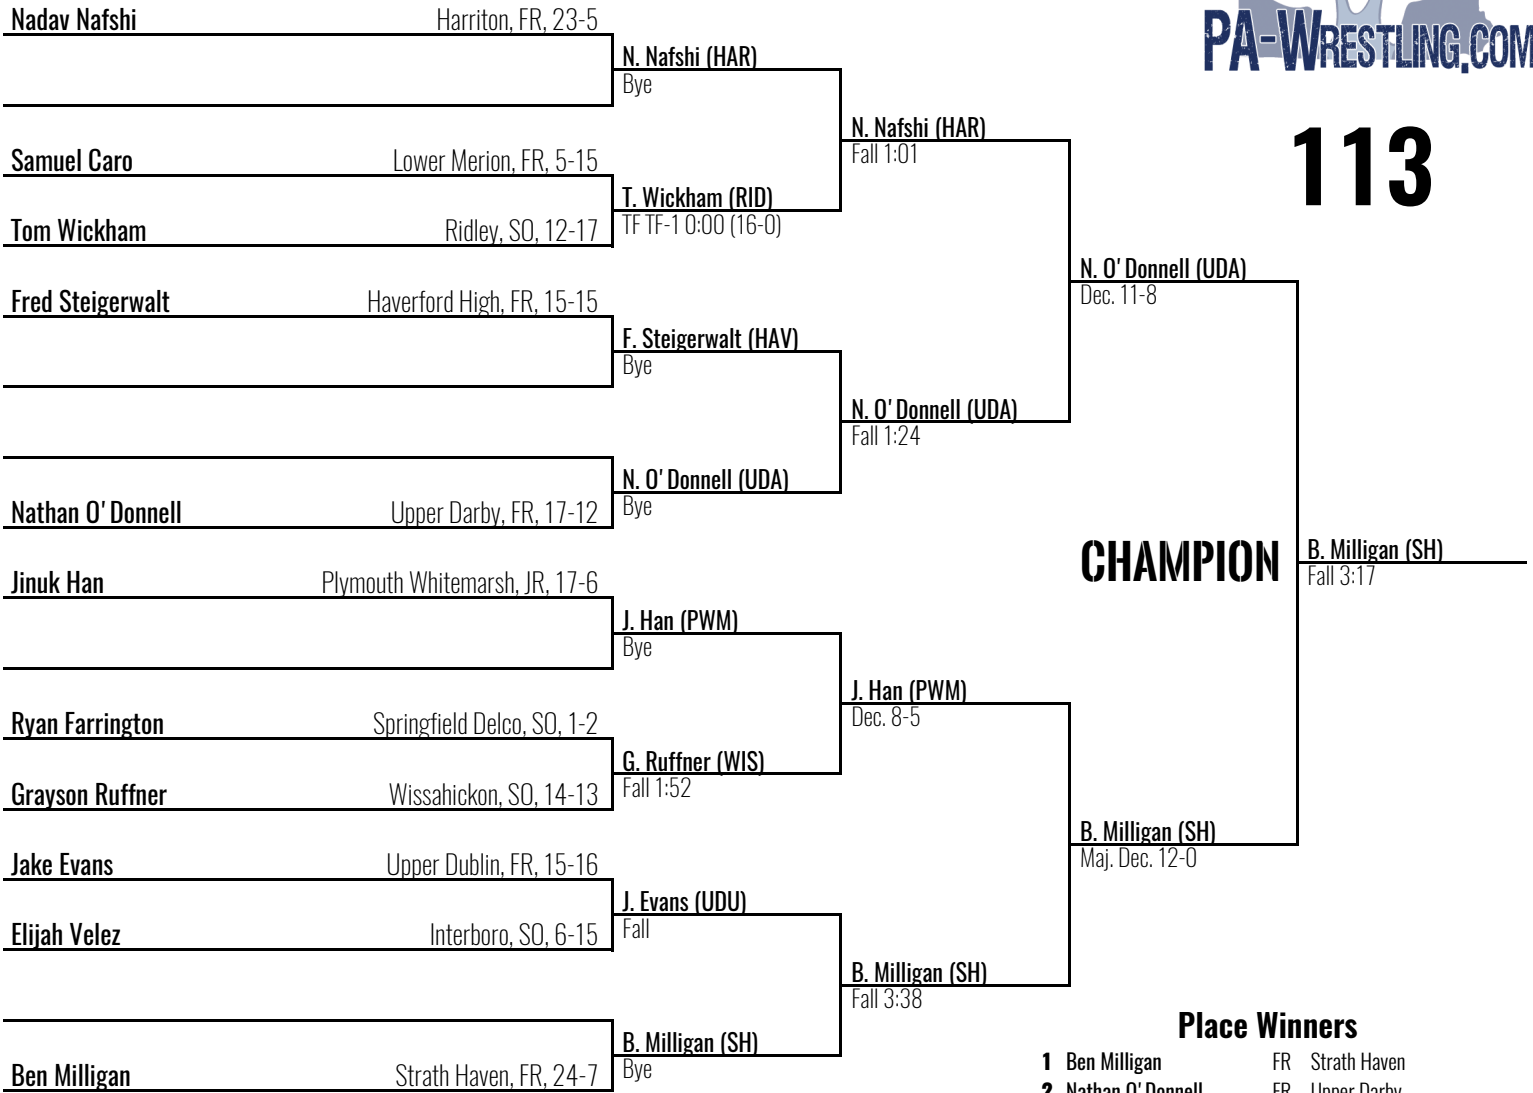 Nadav Nafshi Harriton, FR, 23-5
PA-WRESTLING.COM
N. Nafshi (HAR)
Bye
113
N. Nafshi (HAR)
Fall 1:01
Samuel Caro Lower Merion, FR, 5-15
T. Wickham (RID)
TF TF-1 0:00 (16-0)
Tom Wickham Ridley, SO, 12-17
N. O'Donnell (UDA)
Dec. 11-8
Fred Steigerwalt Haverford High, FR, 15-15
F. Steigerwalt (HAV)
Bye
N. O'Donnell (UDA)
Fall 1:24
N. O'Donnell (UDA)
Bye
Nathan O'Donnell Upper Darby, FR, 17-12
CHAMPION
B. Milligan (SH)
Fall 3:17
Jinuk Han Plymouth Whitemarsh, JR, 17-6
J. Han (PWM)
Bye
J. Han (PWM)
Dec. 8-5
Ryan Farrington Springfield Delco, SO, 1-2
G. Ruffner (WIS)
Fall 1:52
Grayson Ruffner Wissahickon, SO, 14-13
B. Milligan (SH)
Maj. Dec. 12-0
Jake Evans Upper Dublin, FR, 15-16
J. Evans (UDU)
Fall
Elijah Velez Interboro, SO, 6-15
B. Milligan (SH)
Fall 3:38
B. Milligan (SH)
Bye
Ben Milligan Strath Haven, FR, 24-7
Place Winners
1 Ben Milligan FR Strath Haven
2 Nathan O'Donnell FR Upper Darby